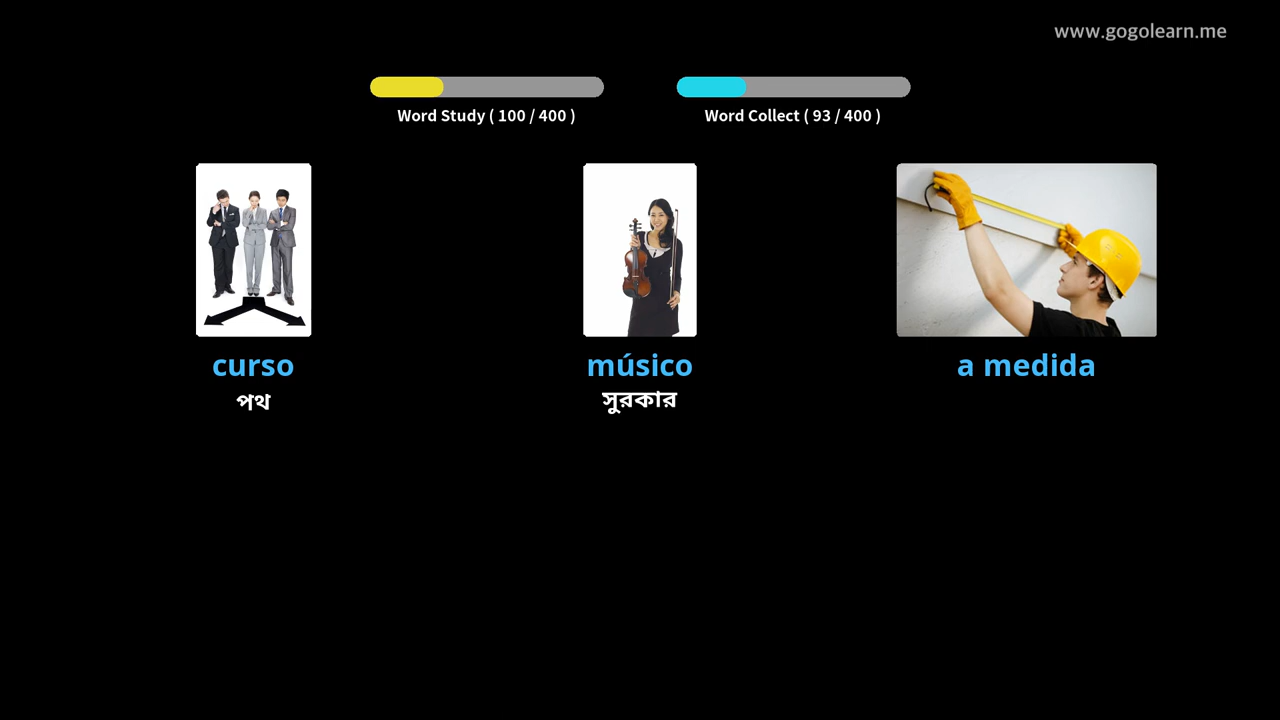 www.gogolearn.me
Word Study ( 100 / 400 )
Word Collect ( 93 / 400 )
curso
músico
a medida
পথ
সুরকার